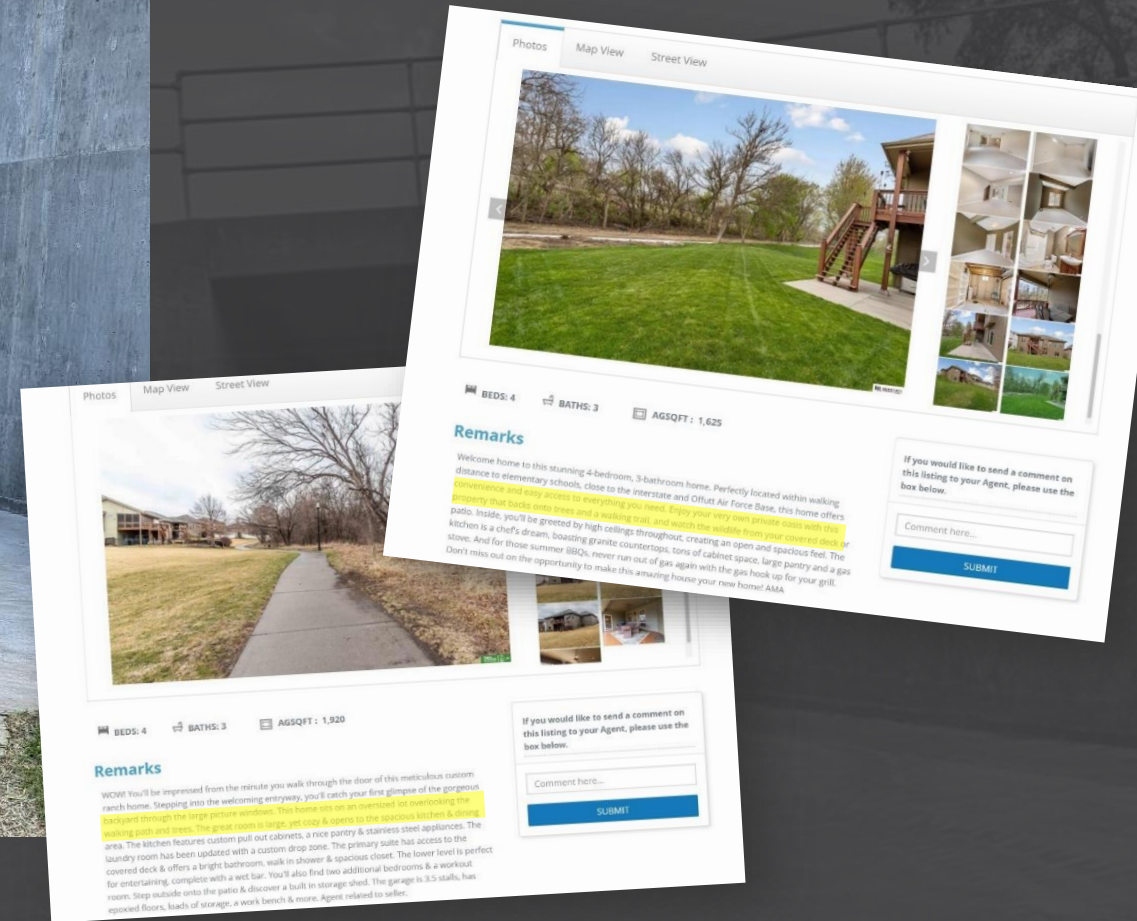 Photos Map View Street View
BEDS: 4 BATHS: 3 AGSQFT : 1,625
Remarks
Welcome home to this stunning 4-bedroom, 3-bathroom home. Perfectly located within walking
distance to elementary schools, close to the interstate and Offutt Air Force Base, this home offers
convenience and easy access to everything you need. Enjoy your very own private oasis with this
property that backs onto trees and a walking trail, and watch the wildlife from your covered deck or
patio. Inside, you'll be greeted by high ceilings throughout, creating an open and spacious feel. The
kitchen is a chef's dream, boasting granite countertops, tons of cabinet space, large pantry and a gas
stove. And for those summer BBQs, never run out of gas again with the gas hook up for your grill.
Don't miss out on the opportunity to make this amazing house your new home! AMA
If you would like to send a comment on
this listing to your Agent, please use the
box below.
Comment here...
SUBMIT
Photos Map View Street View
BEDS: 4 BATHS: 3 AGSQFT : 1,920
Remarks
WOW! You'll be impressed from the minute you walk through the door of this meticulous custom
ranch home. Stepping into the welcoming entryway, you'll catch your first glimpse of the gorgeous
backyard through the large picture windows. This home sits on an oversized lot overlooking the
walking path and trees. The great room is large, yet cozy & opens to the spacious kitchen & dining
area. The kitchen features custom pull out cabinets, a nice pantry & stainless steel appliances. The
laundry room has been updated with a custom drop zone. The primary suite has access to the
covered deck & offers a bright bathroom, walk in shower & spacious closet. The lower level is perfect
for entertaining, complete with a wet bar. You'll also find two additional bedrooms & a workout
room. Step outside onto the patio & discover a built in storage shed. The garage is 3.5 stalls, has
epoxied floors, loads of storage, a work bench & more. Agent related to seller.
If you would like to send a comment on
this listing to your Agent, please use the
box below.
Comment here...
SUBMIT